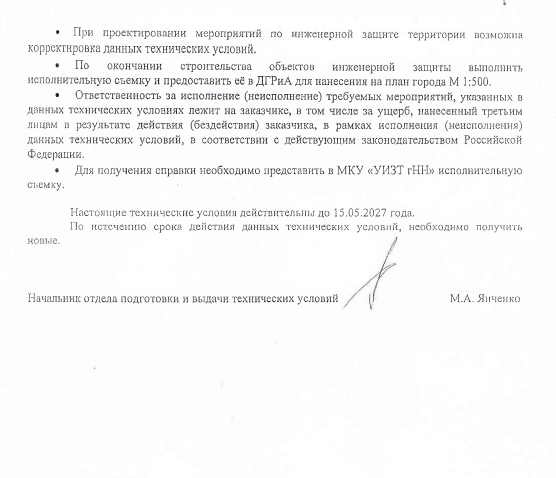 • При проектировании мероприятий по инженерной защите территории возможна
корректировка данных технических условий.
• По окончании строительства объектов инженерной защиты выполнить
исполнительную съемку и предоставить её в ДГРиА для нанесения на план города М 1:500.
• Ответственность за исполнение (неисполнение) требуемых мероприятий, указанных в
данных технических условиях лежит на заказчике, в том числе за ущерб, нанесенный третьим
лицам в результате действия (бездействия) заказчика, в рамках исполнения (неисполнения)
данных технических условий, в соответствии с действующим законодательством Российской
Федерации.
• Для получения справки необходимо представить в МКУ «УИЗТ гНН» исполнительную
съемку.
Настоящие технические условия действительны до 15.05.2027 года.
По истечению срока действия данных технических условий, необходимо получить
новые.
Начальник отдела подготовки и выдачи технических условий М.А. Янченко